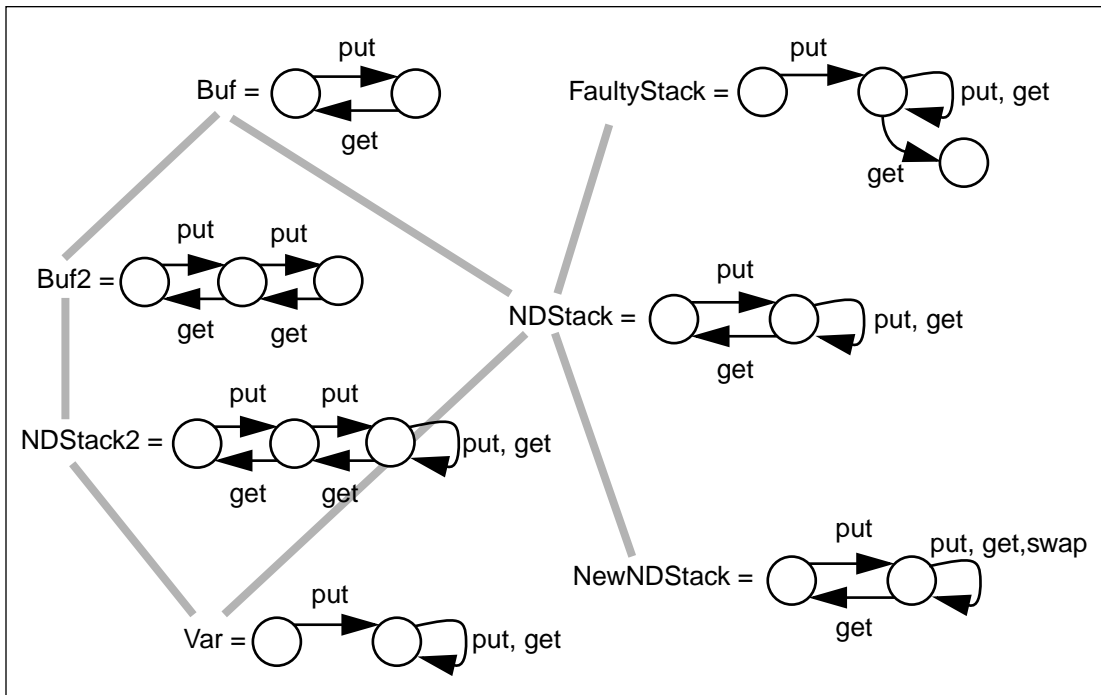 put
Buf =
get
put
FaultyStack =
put, get
get
put
put
Buf2 =
get
get
put
NDStack =
put, get
get
put
put
NDStack2 =
put, get
get
get
put
put, get,swap
NewNDStack =
get
put
Var =
put, get